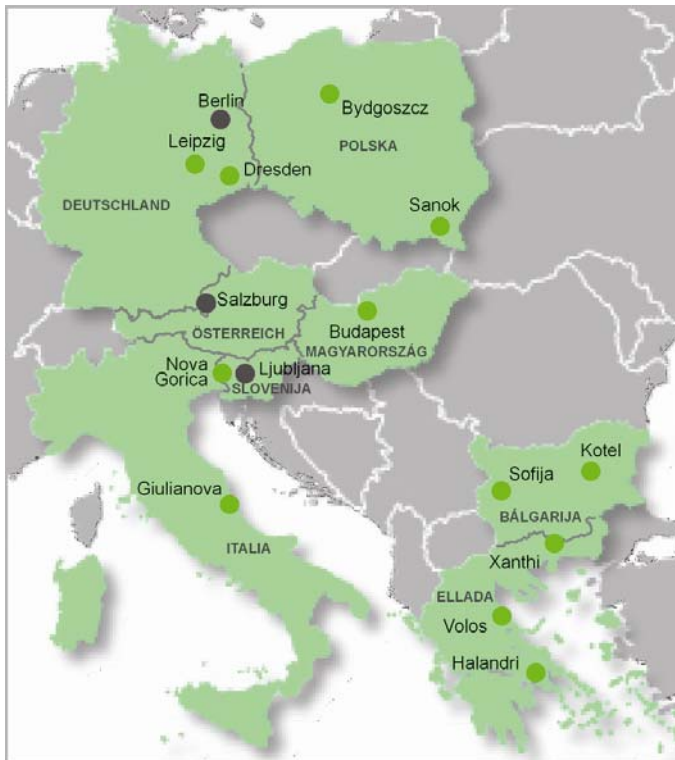 Berlin
Bydgoszcz
Leipzig
POLSKA
Dresden
DEUTSCHLAND
Sanok
Salzburg
ÖSTERREICH
Budapest
MAGYARORSZÁG
Nova
Gorica
Ljubljana
SLOVENIJA
Kotel
Sofija
Giulianova
BÁLGARIJA
ITALIA
Xanthi
ELLADA
Volos
Halandri